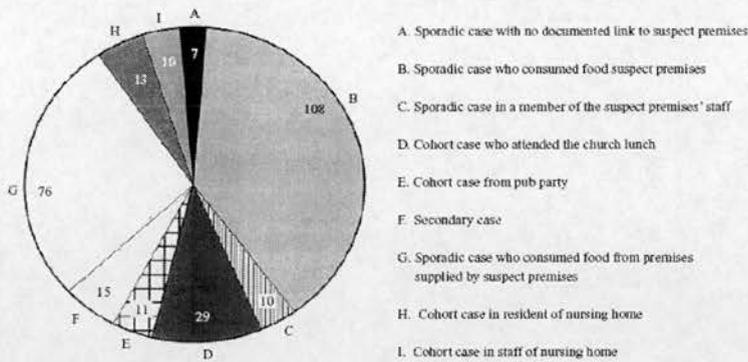 A
I
H
7
10
13
B
108
G
76
15
F
11
E
29
D
10
C
A. Sporadic case with no documented link to suspect premises
B. Sporadic case who consumed food suspect premises
C. Sporadic case in a member of the suspect premises' staff
D. Cohort case who attended the church lunch
E. Cohort case from pub party
F. Secondary case
G. Sporadic case who consumed food from premises
supplied by suspect premises
H. Cohort case in resident of nursing home
I. Cohort case in staff of nursing home